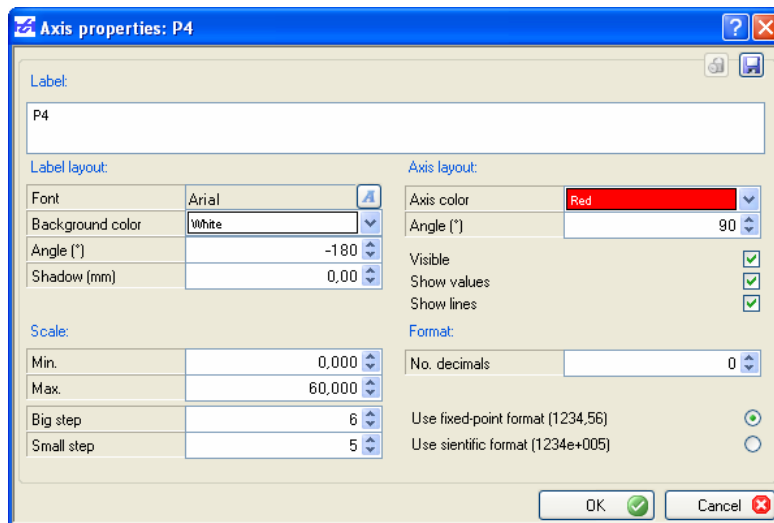 Axis properties: P4
Label:
P4
Label layout:
Font Arial A
Background color White
Angle (°) -180
Shadow (mm) 0,00
Axis layout:
Axis color Red
Angle (°) 90
Visible
Show values
Show lines
Scale:
Min. 0,000
Max. 60,000
Big step 6
Small step 5
Format:
No. decimals 0
Use fixed-point format (1234,56)
Use sientific format (1234e+005)
OK Cancel